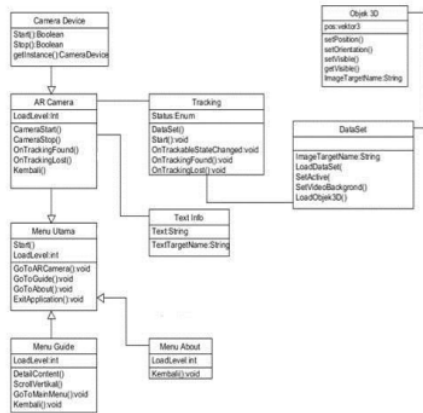 Camera Device
Start():Boolean
Stop():Boolean
getInstance():CameraDevice
Objek 3D
pos:vektor3
setPosition()
setOrientation()
setVisible()
getVisible()
ImageTargetName:String
AR Camera
LoadLevel:Int
CameraStart()
CameraStop()
OnTrackingFound()
OnTrackingLost()
Kembali()
Tracking
Status:Enum
DataSet()
Start():void
OnTrackableStateChanged:void
OnTrackingFound():void
OnTrackingLost():void
DataSet
ImageTargetName:String
LoadDataSet(
SetActive(
SetVideoBackgrond()
LoadObjek3D()
Text Info
Text:String
TextTargetName:String
Menu Utama
Start()
LoadLevel:int
GoToARCamera():void
GoToGuide():void
GoToAbout():void
ExitApplication():void
Menu Guide
LoadLevel:int
DetailContent()
ScrollVertikal()
GoToMainMenu():void
Kembali():void
Menu About
LoadLevel:int
Kembali():void